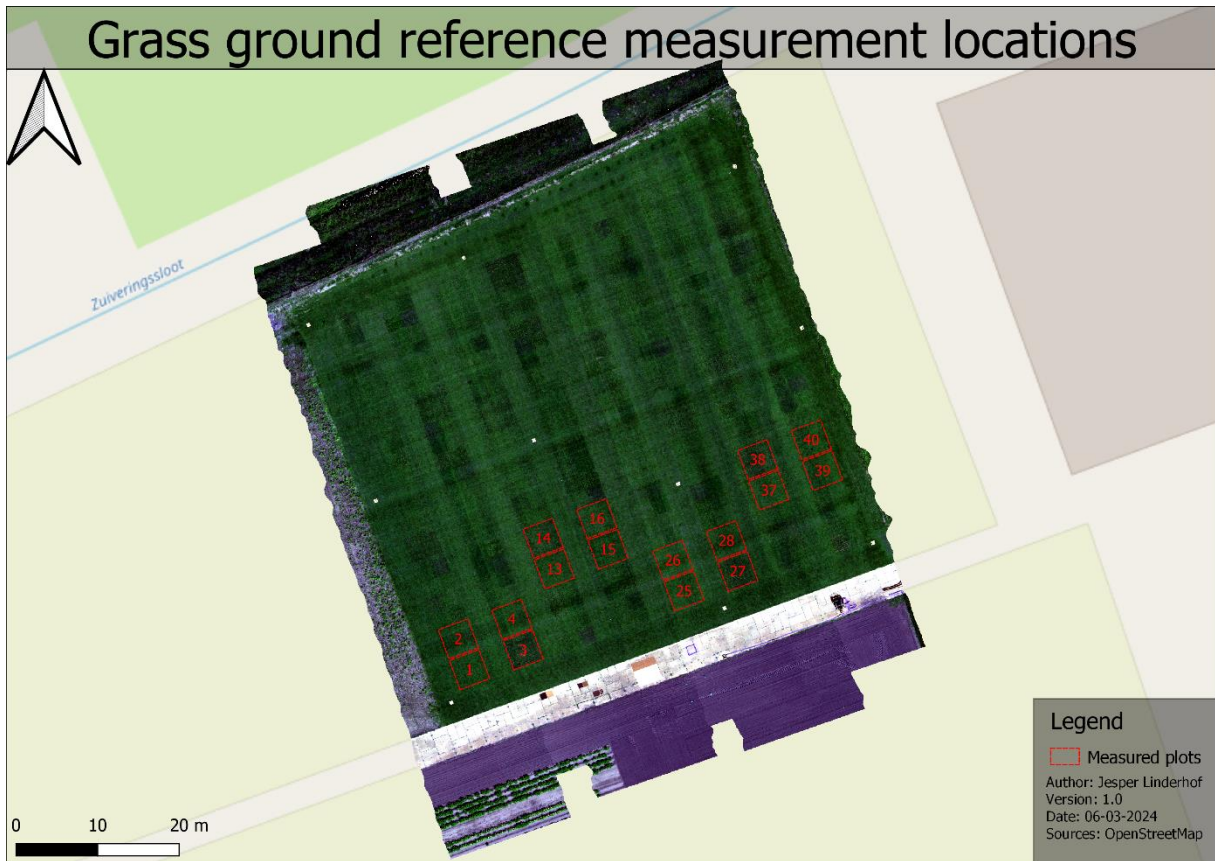 Grass ground reference measurement locations
Zuiveringssloot
40
38
39
37
16
14
28
15
26
13
27
25
4
2
3
1
Legend
Measured plots
Author: Jesper Linderhof
Version: 1.0
Date: 06-03-2024
Sources: OpenStreetMap
0 10 20 m